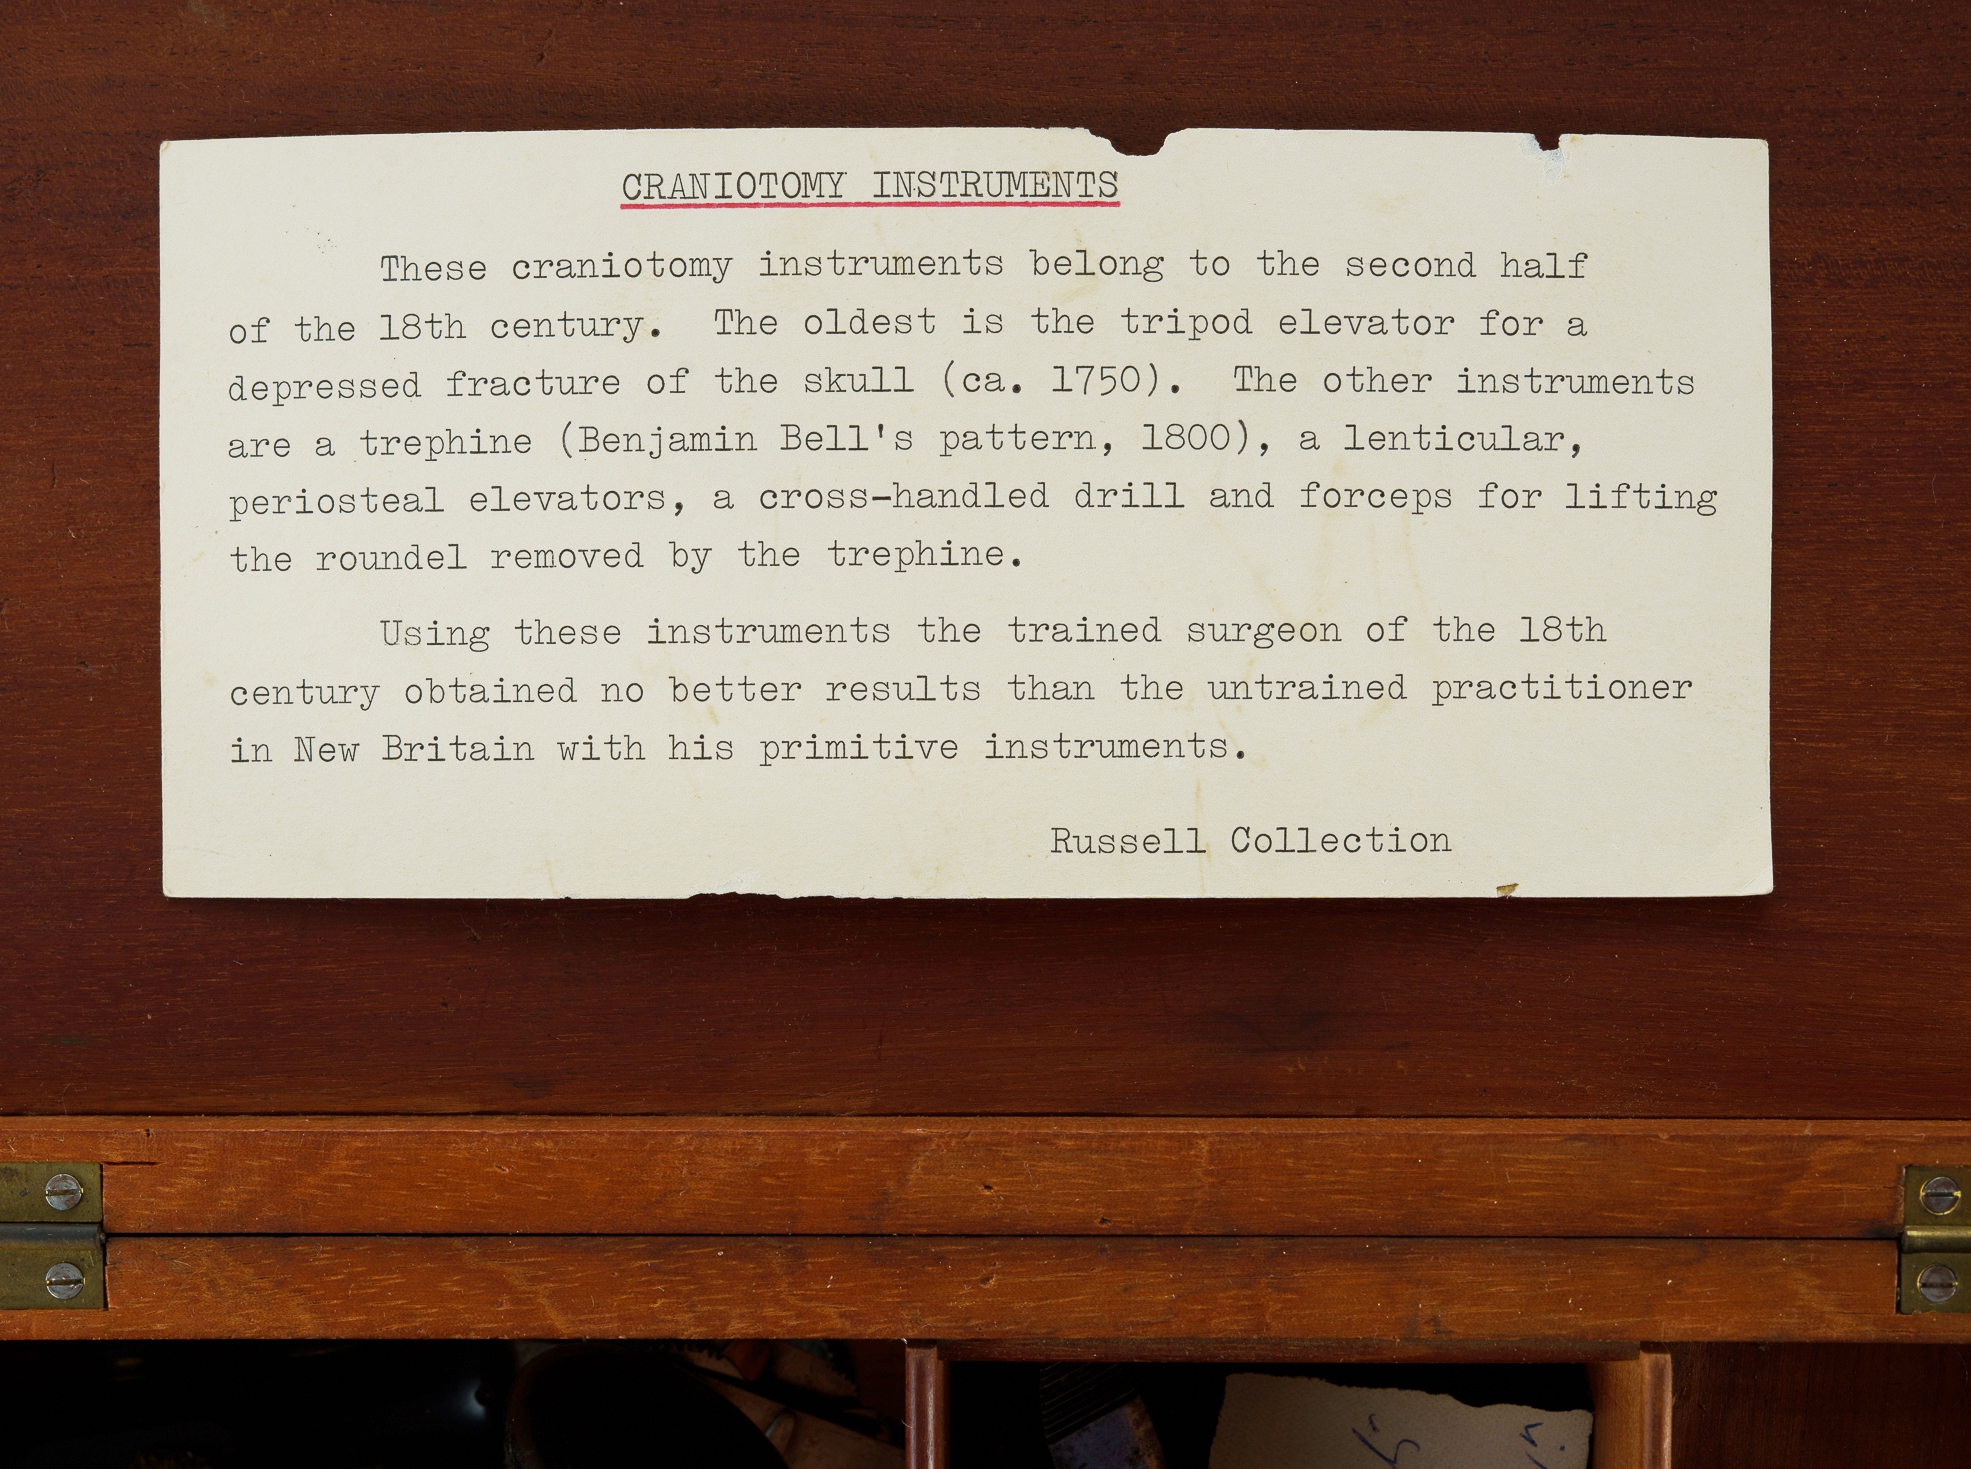 CRANIOTOMY INSTRUMENTS
These craniotomy instruments belong to the second half
of the 18th century. The oldest is the tripod elevator for a
depressed fracture of the skull (ca. 1750). The other instruments
are a trephine (Benjamin Bell's pattern, 1800), a lenticular,
periosteal elevators, a cross-handled drill and forceps for lifting
the roundel removed by the trephine.
Using these instruments the trained surgeon of the 18th
century obtained no better results than the untrained practitioner
in New Britain with his primitive instruments.
Russell Collection